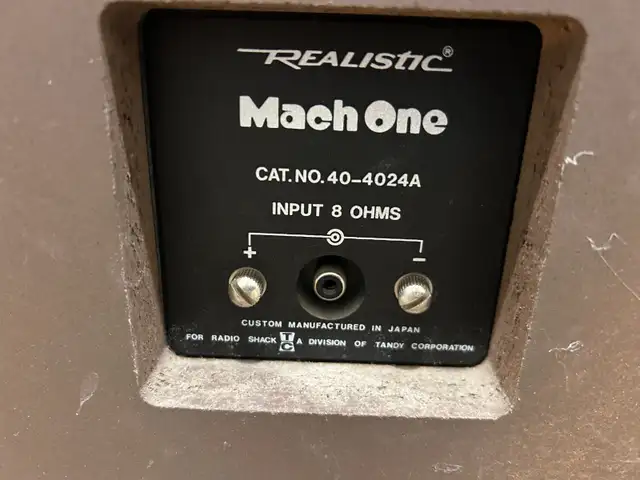 REALISTIC®
Mach One
CAT. NO. 40-4024A
INPUT 8 OHMS
+ -
CUSTOM MANUFACTURED IN JAPAN
FOR RADIO SHACK TC A DIVISION OF TANDY CORPORATION